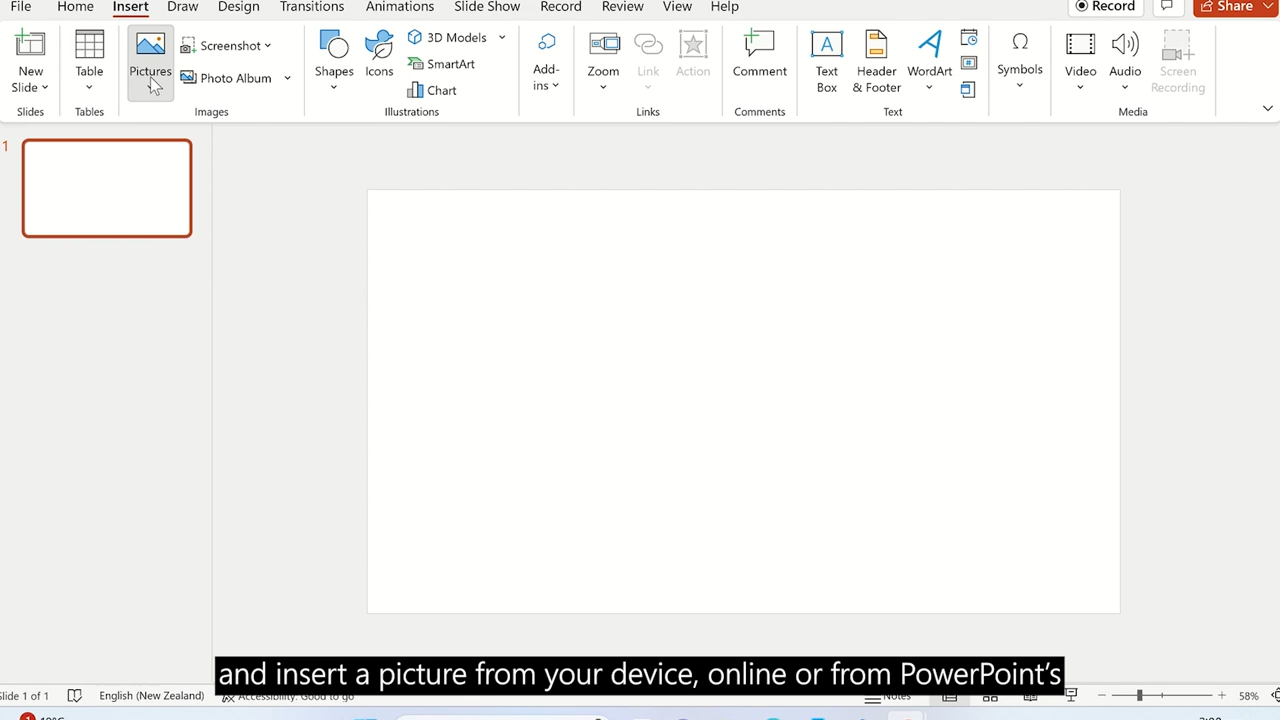 File Home Insert Draw Design Transitions Animations Slide Show Record Review View Help Record Share
New Slide
Table
Pictures
Screenshot
Photo Album
Shapes
Icons
3D Models
SmartArt
Chart
Add-ins
Zoom
Link
Action
Comment
Text Box
Header & Footer
WordArt
Symbols
Video
Audio
Screen Recording
Slides Tables Images Illustrations Links Comments Text Media
1
and insert a picture from your device, online or from PowerPoint’s
Slide 1 of 1 English (New Zealand) Accessibility: Good to go Notes 58%